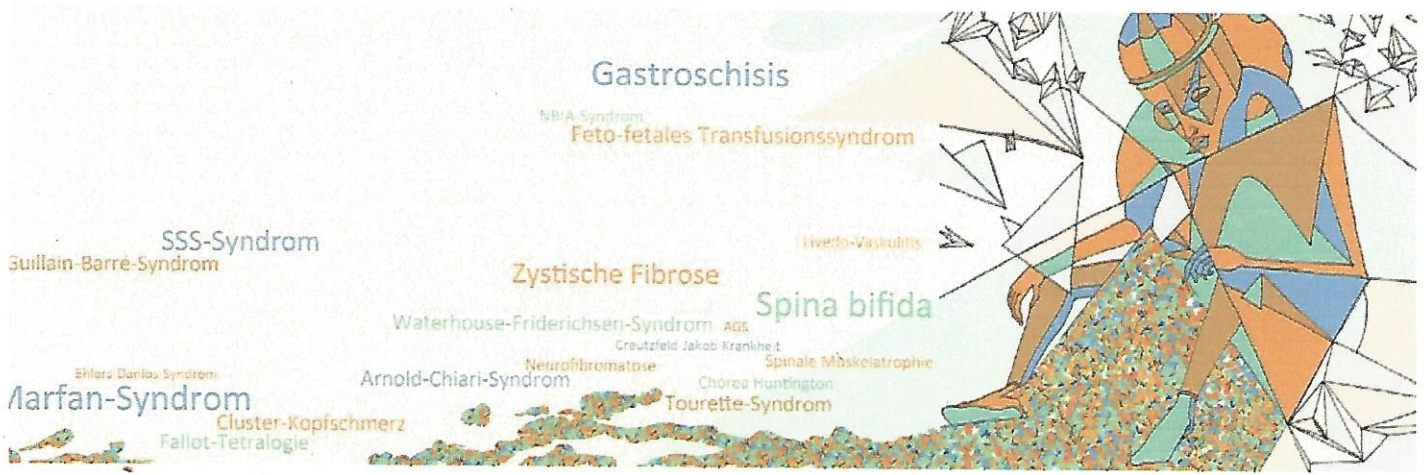 Gastroschisis
NBIA-Syndrom
Feto-fetales Transfusionssyndrom
SSS-Syndrom
Livedo-Vaskulitis
Guillain-Barrè-Syndrom
Zystische Fibrose
Spina bifida
Waterhouse-Friderichsen-Syndrom AGS
Creutzfeld Jakob Krankheit
Neurofibromatose
Spinale Muskelatrophie
Ehlers Danlos Syndrom
Arnold-Chiari-Syndrom
Chorea Huntington
Marfan-Syndrom
Tourette-Syndrom
Cluster-Kopfschmerz
Fallot-Tetralogie